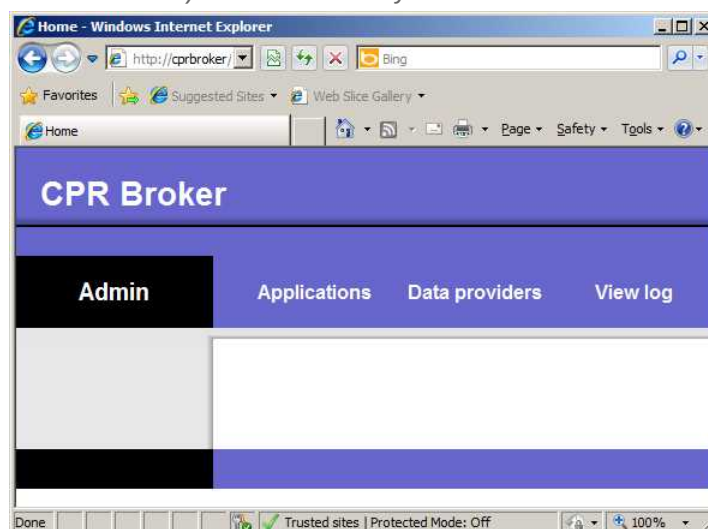 Home - Windows Internet Explorer
http://cprbroker/ Bing
Favorites Suggested Sites Web Slice Gallery
Home Page Safety Tools
CPR Broker
Admin Applications Data providers View log
Done Trusted sites | Protected Mode: Off 100%